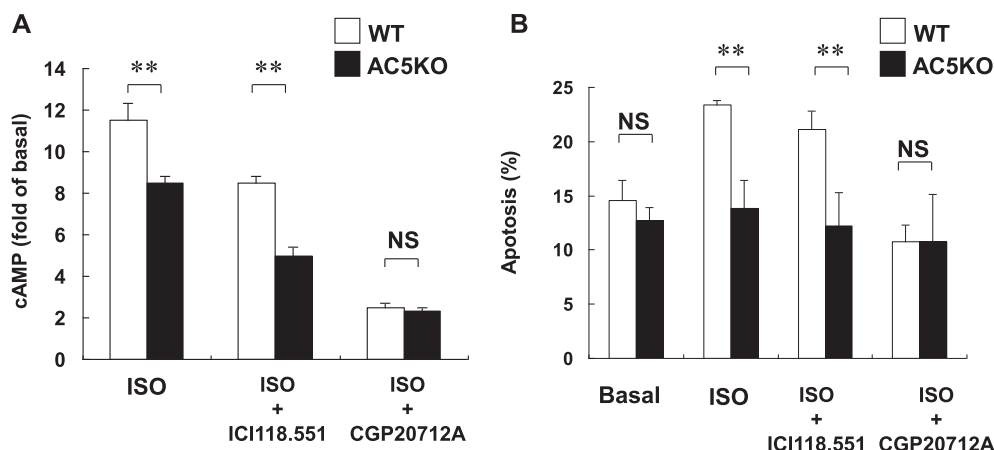 A
WT
AC5KO
cAMP (fold of basal)
14
12
10
8
6
4
2
0
**
**
NS
ISO
ISO
+
ICI118.551
ISO
+
CGP20712A
B
WT
AC5KO
Apotosis (%)
25
20
15
10
5
0
NS
**
**
NS
Basal
ISO
ISO
+
ICI118.551
ISO
+
CGP20712A